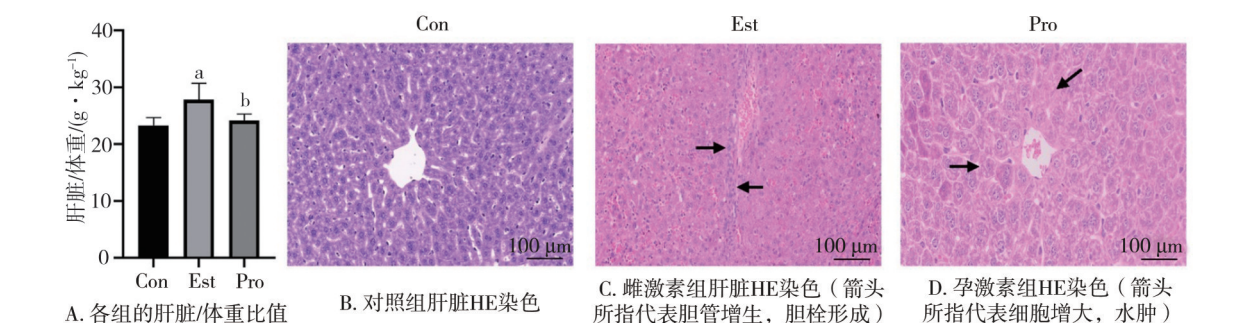 Con
Est
Pro
40
30
20
10
0
肝脏/体重/(g·kg⁻¹)
a
b
Con
Est
Pro
100 μm
100 μm
100 μm
A. 各组的肝脏/体重比值
B. 对照组肝脏HE染色
C. 雌激素组肝脏HE染色（箭头
所指代表胆管增生，胆栓形成）
D. 孕激素组HE染色（箭头
所指代表细胞增大，水肿）